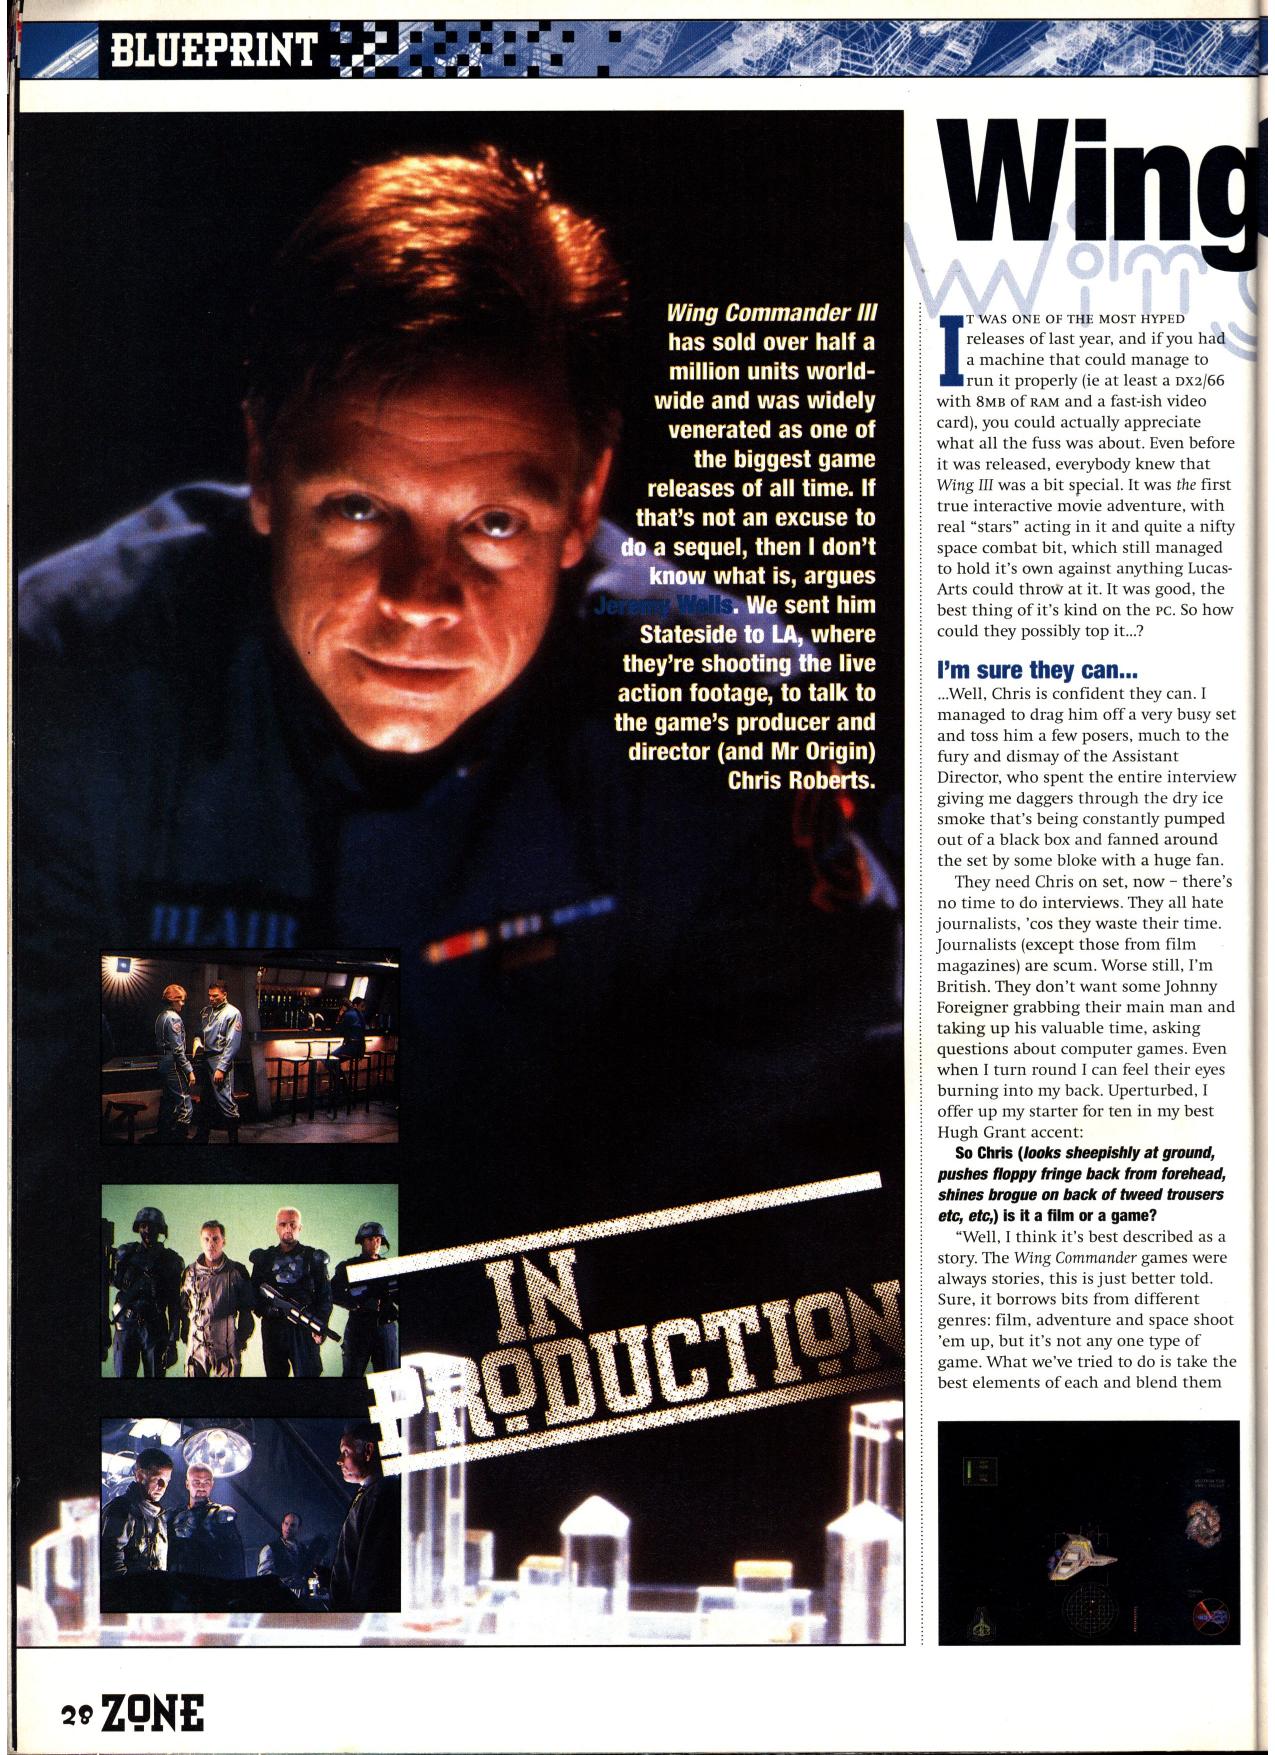 BLUEPRINT
Wing Commander III
has sold over half a
million units world-
wide and was widely
venerated as one of
the biggest game
releases of all time. If
that's not an excuse to
do a sequel, then I don't
know what is, argues
Jeremy Wells. We sent him
Stateside to LA, where
they're shooting the live
action footage, to talk to
the game's producer and
director (and Mr Origin)
Chris Roberts.
BLAIR
IN
PRODUCTION
Wing
Wing
IT WAS ONE OF THE MOST HYPED
releases of last year, and if you had
a machine that could manage to
run it properly (ie at least a DX2/66
with 8MB of RAM and a fast-ish video
card), you could actually appreciate
what all the fuss was about. Even before
it was released, everybody knew that
Wing III was a bit special. It was the first
true interactive movie adventure, with
real “stars” acting in it and quite a nifty
space combat bit, which still managed
to hold it's own against anything Lucas-
Arts could throw at it. It was good, the
best thing of it's kind on the PC. So how
could they possibly top it...?
I'm sure they can...
...Well, Chris is confident they can. I
managed to drag him off a very busy set
and toss him a few posers, much to the
fury and dismay of the Assistant
Director, who spent the entire interview
giving me daggers through the dry ice
smoke that's being constantly pumped
out of a black box and fanned around
the set by some bloke with a huge fan.
They need Chris on set, now – there's
no time to do interviews. They all hate
journalists, 'cos they waste their time.
Journalists (except those from film
magazines) are scum. Worse still, I'm
British. They don't want some Johnny
Foreigner grabbing their main man and
taking up his valuable time, asking
questions about computer games. Even
when I turn round I can feel their eyes
burning into my back. Uperturbed, I
offer up my starter for ten in my best
Hugh Grant accent:
So Chris (looks sheepishly at ground,
pushes floppy fringe back from forehead,
shines brogue on back of tweed trousers
etc, etc,) is it a film or a game?
“Well, I think it's best described as a
story. The Wing Commander games were
always stories, this is just better told.
Sure, it borrows bits from different
genres: film, adventure and space shoot
'em up, but it's not any one type of
game. What we've tried to do is take the
best elements of each and blend them
28 ZONE